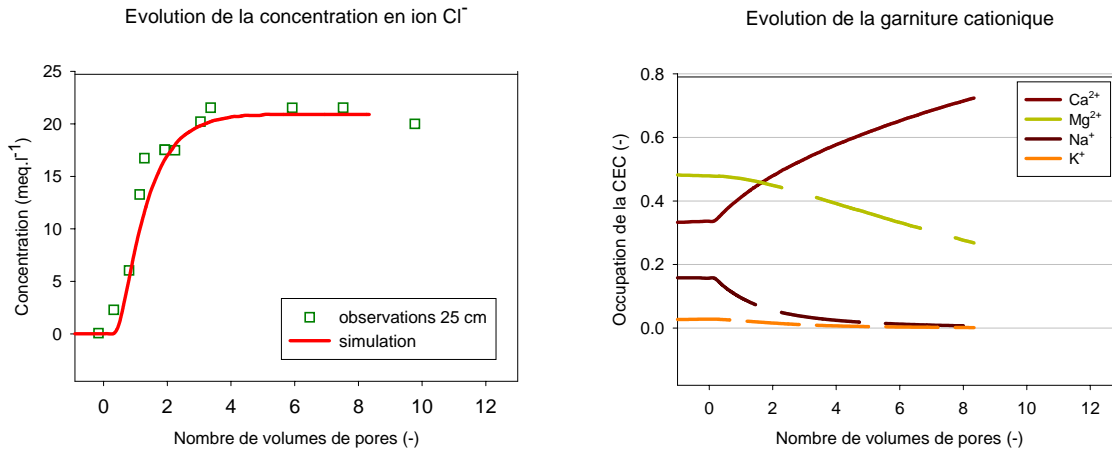 Evolution de la concentration en ion Cl⁻
Concentration (meq.l⁻¹)
25
20
15
10
5
0
observations 25 cm
simulation
0 2 4 6 8 10 12
Nombre de volumes de pores (-)
Evolution de la garniture cationique
Occupation de la CEC (-)
0.8
0.6
0.4
0.2
0.0
Ca²⁺
Mg²⁺
Na⁺
K⁺
0 2 4 6 8 10 12
Nombre de volumes de pores (-)